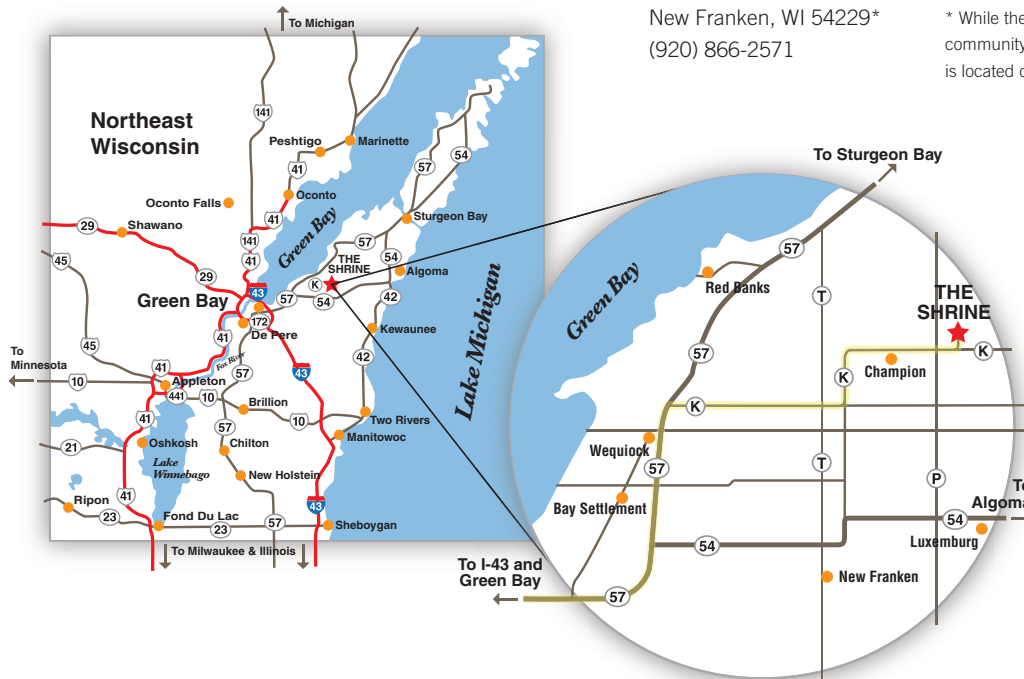 New Franken, WI 54229*
(920) 866-2571
* While the
community
is located
To Michigan
Northeast
Wisconsin
141
Peshtigo
Marinette
41
57
54
Oconto Falls
Oconto
41
Sturgeon Bay
29
Shawano
141
Green Bay
57
45
41
THE
SHRINE
54
29
K
Algoma
Green Bay
43
57
54
42
172
De Pere
Kewaunee
41
Fox River
45
To
Minnesota
41
57
43
42
Lake Michigan
10
Appleton
441
10
Brillion
10
Two Rivers
41
57
Manitowoc
21
Oshkosh
Chilton
Lake
Winnebago
New Holstein
41
Ripon
43
23
Fond Du Lac
23
57
Sheboygan
To Milwaukee & Illinois
To Sturgeon Bay
57
Green Bay
Red Banks
T
THE
SHRINE
57
K
Champion
K
K
Wequiock
57
T
P
Bay Settlement
To
Algoma
54
54
Luxemburg
To I-43 and
Green Bay
57
New Franken